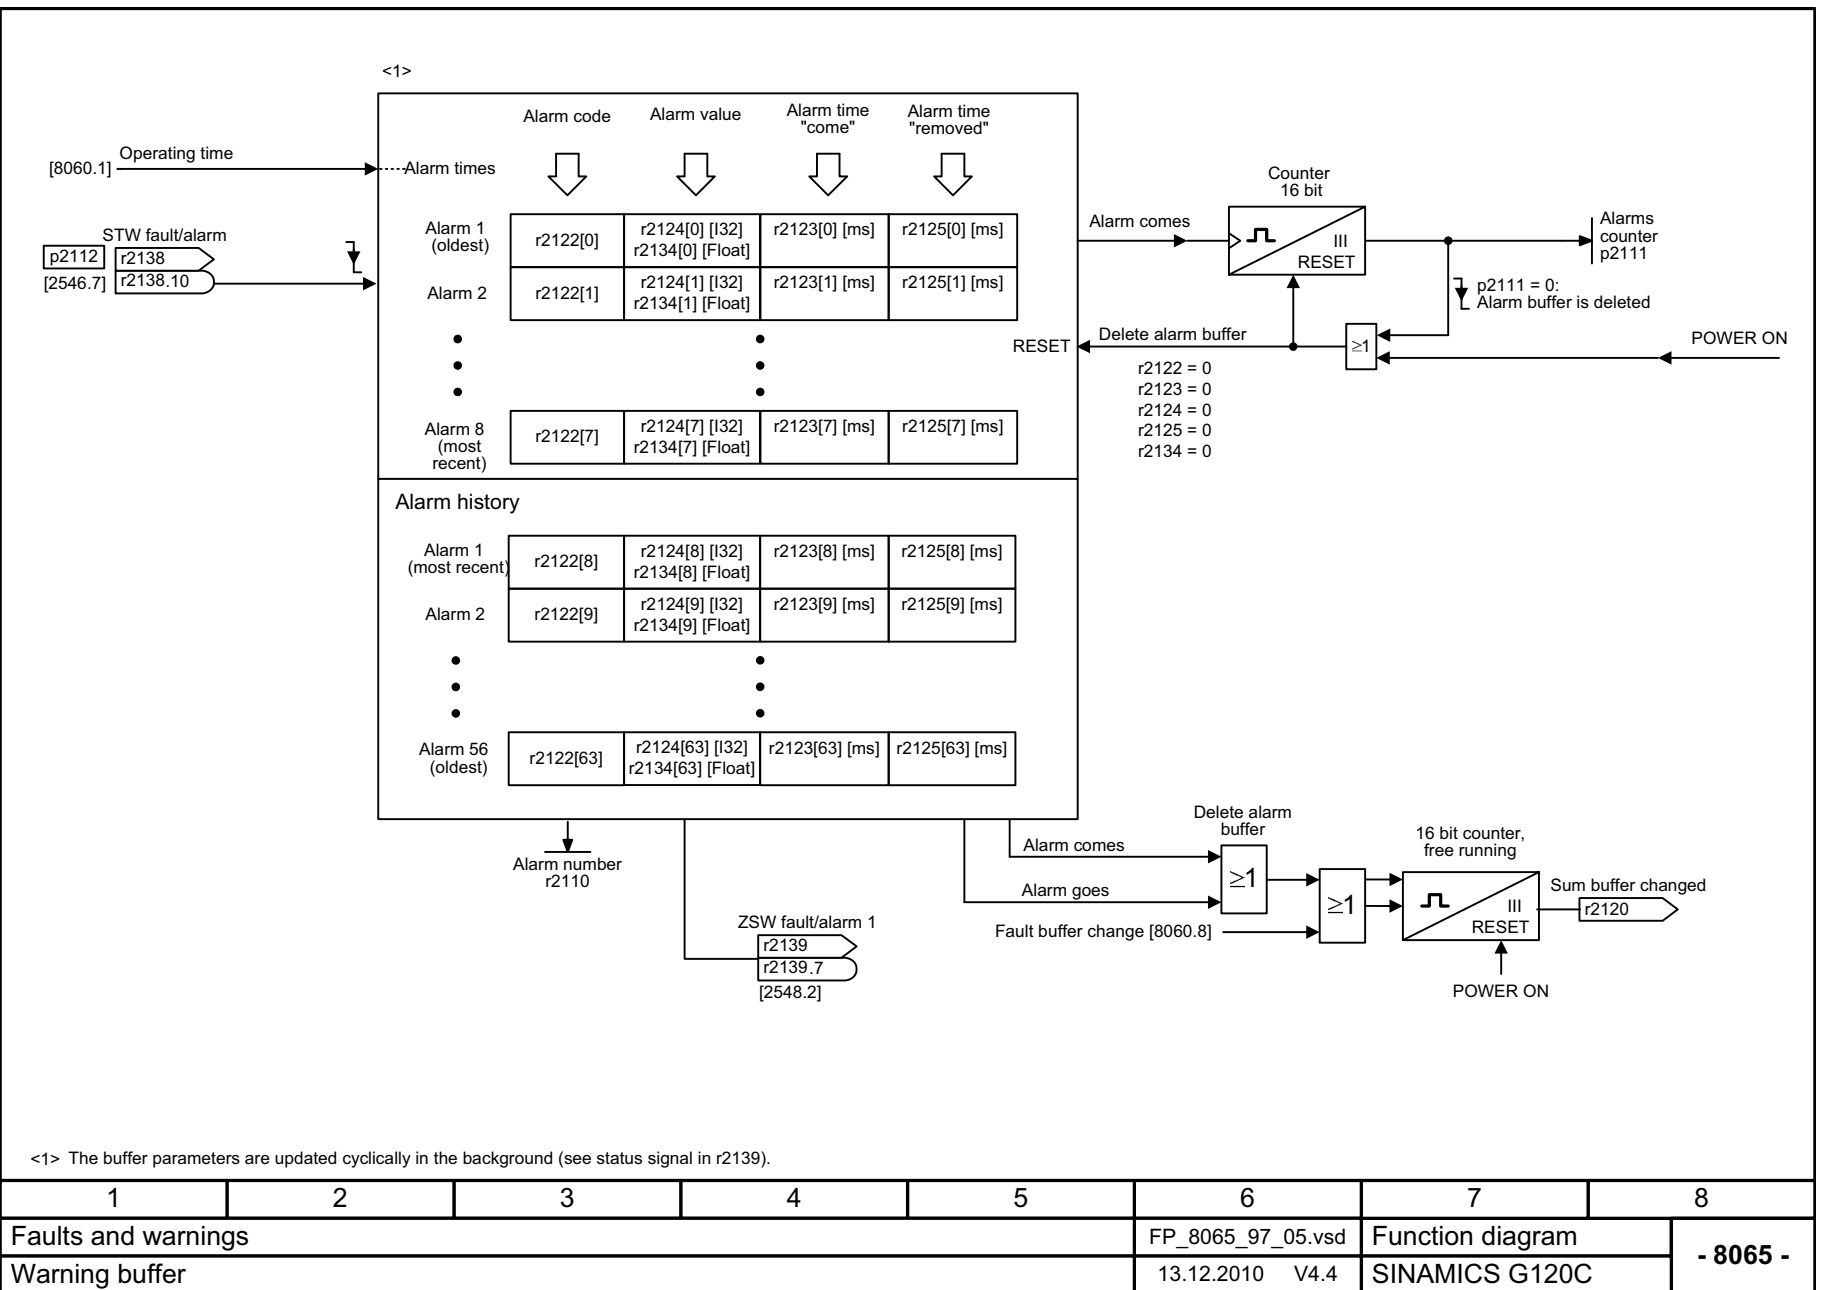 <1>
Alarm code
Alarm value
Alarm time
"come"
Alarm time
"removed"
[8060.1]
Operating time
Alarm times
STW fault/alarm
p2112
r2138
[2546.7]
r2138.10
Alarm 1
(oldest)
r2122[0]
r2124[0] [I32]
r2134[0] [Float]
r2123[0] [ms]
r2125[0] [ms]
Alarm 2
r2122[1]
r2124[1] [I32]
r2134[1] [Float]
r2123[1] [ms]
r2125[1] [ms]
Alarm 8
(most
recent)
r2122[7]
r2124[7] [I32]
r2134[7] [Float]
r2123[7] [ms]
r2125[7] [ms]
RESET
Alarm comes
Counter
16 bit
III
RESET
Alarms
counter
p2111
p2111 = 0:
Alarm buffer is deleted
Delete alarm buffer
≥1
POWER ON
r2122 = 0
r2123 = 0
r2124 = 0
r2125 = 0
r2134 = 0
Alarm history
Alarm 1
(most recent)
r2122[8]
r2124[8] [I32]
r2134[8] [Float]
r2123[8] [ms]
r2125[8] [ms]
Alarm 2
r2122[9]
r2124[9] [I32]
r2134[9] [Float]
r2123[9] [ms]
r2125[9] [ms]
Alarm 56
(oldest)
r2122[63]
r2124[63] [I32]
r2134[63] [Float]
r2123[63] [ms]
r2125[63] [ms]
Alarm number
r2110
ZSW fault/alarm 1
r2139
r2139.7
[2548.2]
Alarm comes
Alarm goes
Fault buffer change [8060.8]
Delete alarm
buffer
≥1
≥1
16 bit counter,
free running
III
RESET
POWER ON
Sum buffer changed
r2120
<1> The buffer parameters are updated cyclically in the background (see status signal in r2139).
1 2 3 4 5 6 7 8
Faults and warnings
FP_8065_97_05.vsd
Function diagram
- 8065 -
Warning buffer
13.12.2010 V4.4
SINAMICS G120C